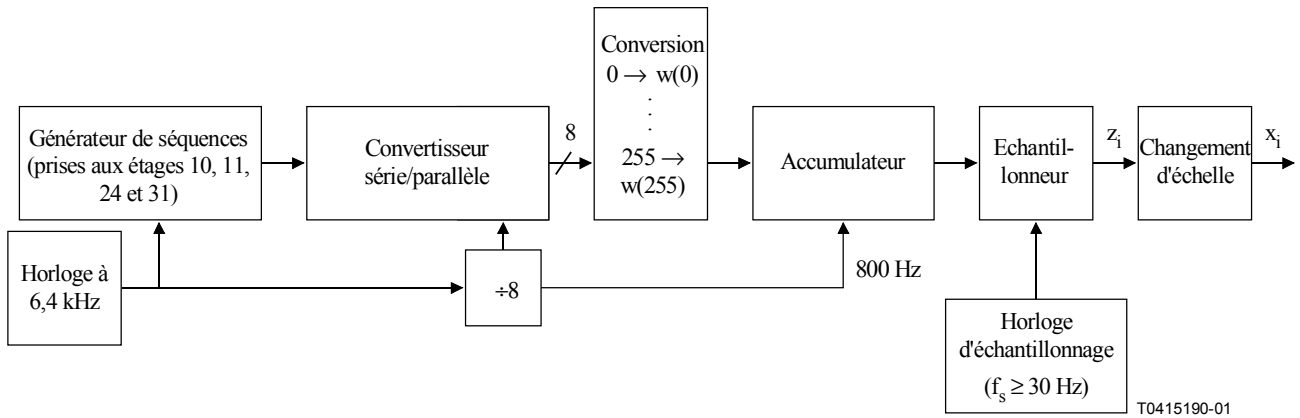 Générateur de séquences
(prises aux étages 10, 11,
24 et 31)
Convertisseur
série/parallèle
8
Conversion
0 → w(0)
.
.
.
.
255 →
w(255)
Accumulateur
Echantil-
lonneur
z_i
Changement
d'échelle
x_i
Horloge à
6,4 kHz
÷8
800 Hz
Horloge
d'échantillonnage
(f_s ≥ 30 Hz)
T0415190-01